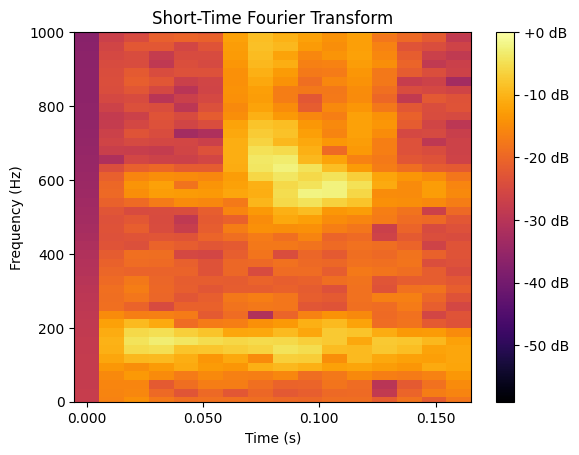 Short-Time Fourier Transform
Frequency (Hz)
1000
800
600
400
200
0
0.000
0.050
0.100
0.150
Time (s)
+0 dB
-10 dB
-20 dB
-30 dB
-40 dB
-50 dB